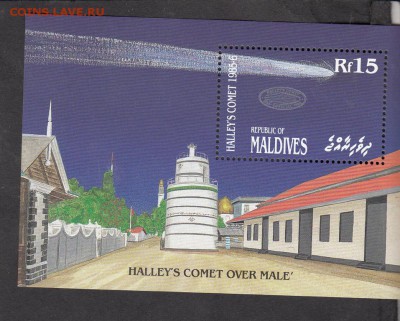 COINS.LAVE.RU
HALLEY'S COMET 1985-6
Rf15
REPUBLIC OF
MALDIVES
ދިވެހިރާއްޖެ
HALLEY'S COMET OVER MALE'